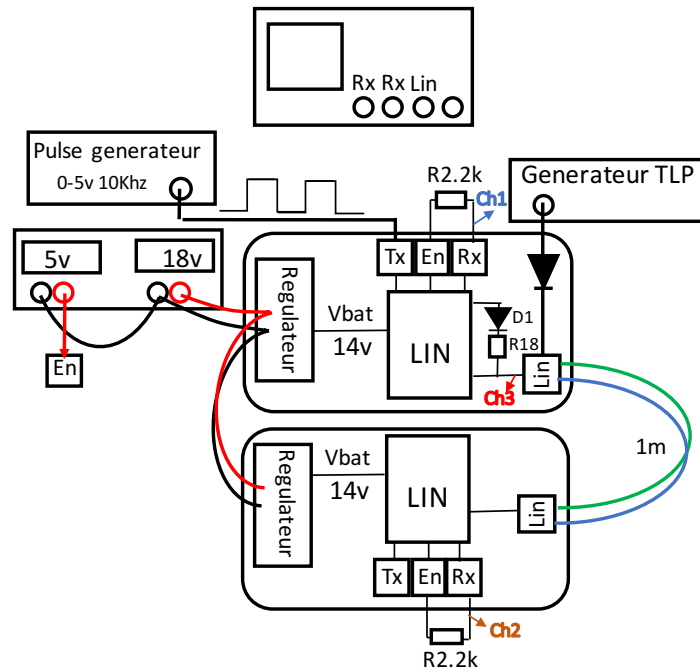 Rx Rx Lin
Pulse generateur
0-5v 10Khz
R2.2k
Generateur TLP
Ch1
5v
18v
Tx
En
Rx
Regulateur
Vbat
14v
LIN
D1
R18
Lin
En
Ch3
1m
Regulateur
Vbat
14v
LIN
Lin
Tx
En
Rx
Ch2
R2.2k